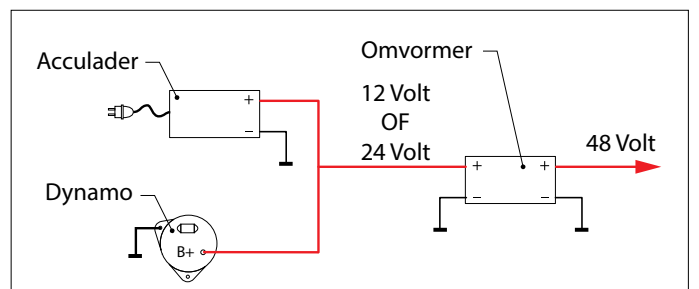 Acculader
+
–
Dynamo
B+
Omvormer
12 Volt
OF
24 Volt
+ +
– –
48 Volt